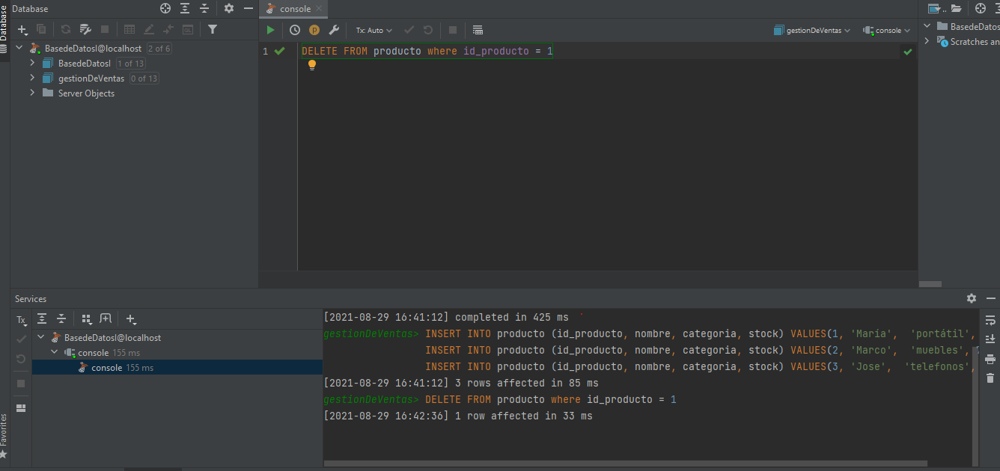 Database
Database
BasedeDatosI@localhost 2 of 6
BasedeDatosI 1 of 13
gestionDeVentas 0 of 13
Server Objects
console
Tx: Auto
gestionDeVentas
console
1 DELETE FROM producto where id_producto = 1
BasedeDatos
Scratches an
Services
Tx
BasedeDatosI@localhost
console 155 ms
console 155 ms
[2021-08-29 16:41:12] completed in 425 ms
gestionDeVentas> INSERT INTO producto (id_producto, nombre, categoria, stock) VALUES(1, 'María' , 'portátil',
INSERT INTO producto (id_producto, nombre, categoria, stock) VALUES(2, 'Marco', 'muebles',
INSERT INTO producto (id_producto, nombre, categoria, stock) VALUES(3, 'Jose', 'telefonos',
[2021-08-29 16:41:12] 3 rows affected in 85 ms
gestionDeVentas> DELETE FROM producto where id_producto = 1
[2021-08-29 16:42:36] 1 row affected in 33 ms
Favorites